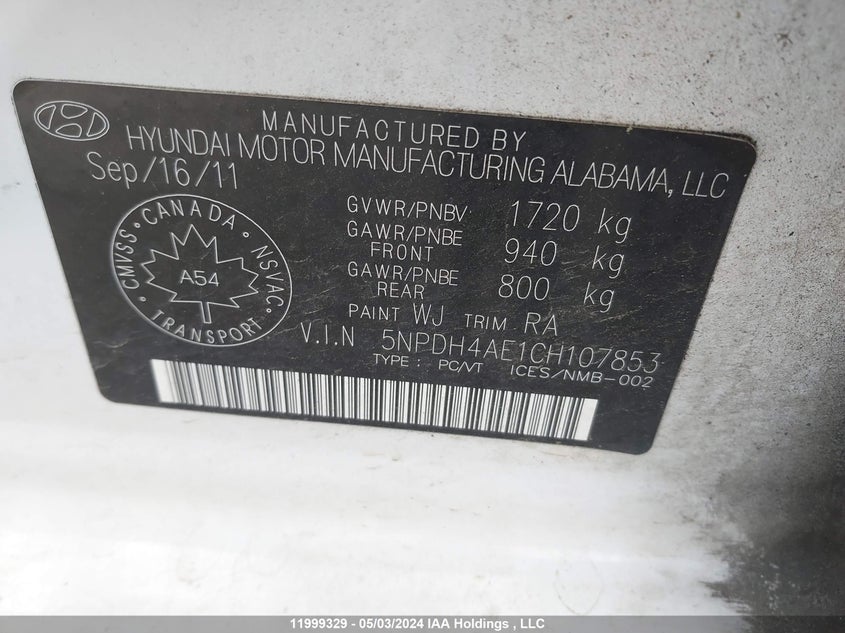 MANUFACTURED BY
HYUNDAI MOTOR MANUFACTURING ALABAMA, LLC
Sep/16/11
GVWR/PNBV 1720 kg
GAWR/PNBE FRONT 940 kg
GAWR/PNBE REAR 800 kg
PAINT WJ TRIM RA
CANADA
CMVSS
NSVAC
A54
TRANSPORT
V.I.N 5NPDH4AE1CH107853
TYPE : PC/VT ICES/NMB-002
11999329 - 05/03/2024 IAA Holdings , LLC